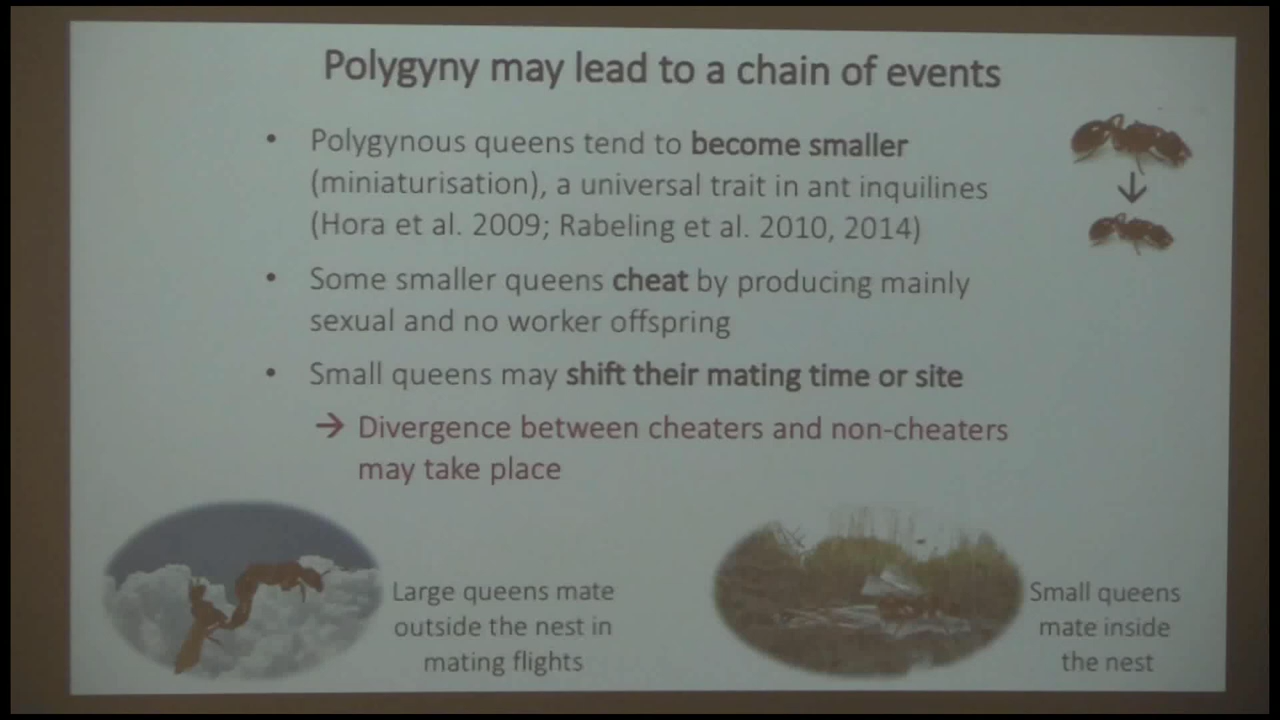 Polygyny may lead to a chain of events
• Polygynous queens tend to become smaller
(miniaturisation), a universal trait in ant inquilines
(Hora et al. 2009; Rabeling et al. 2010, 2014)
• Some smaller queens cheat by producing mainly
sexual and no worker offspring
• Small queens may shift their mating time or site
→ Divergence between cheaters and non-cheaters
may take place
Large queens mate
outside the nest in
mating flights
Small queens
mate inside
the nest